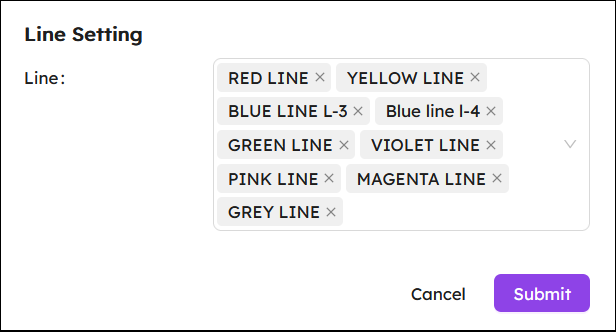 Line Setting
Line:
RED LINE × YELLOW LINE ×
BLUE LINE L-3 × Blue line l-4 ×
GREEN LINE × VIOLET LINE ×
PINK LINE × MAGENTA LINE ×
GREY LINE ×
Cancel Submit